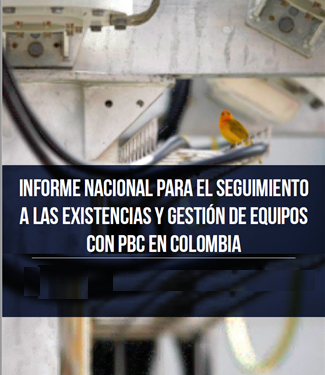 INFORME NACIONAL PARA EL SEGUIMIENTO
A LAS EXISTENCIAS Y GESTIÓN DE EQUIPOS
CON PBC EN COLOMBIA